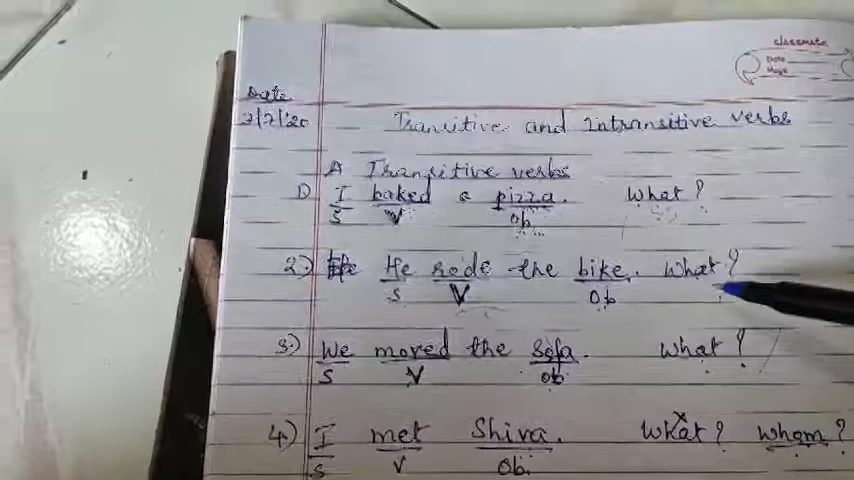 classmate
Date
Page
Date
7/7/20
Transitive and Intransitive verbs
A Transitive verbs
1) I baked a pizza. What?
S V Ob
2.) He rode the bike. What?
S V Ob
3.) We moved the Sofa. What?
S V Ob
4.) I met Shiva. What? whom?
S V Ob.